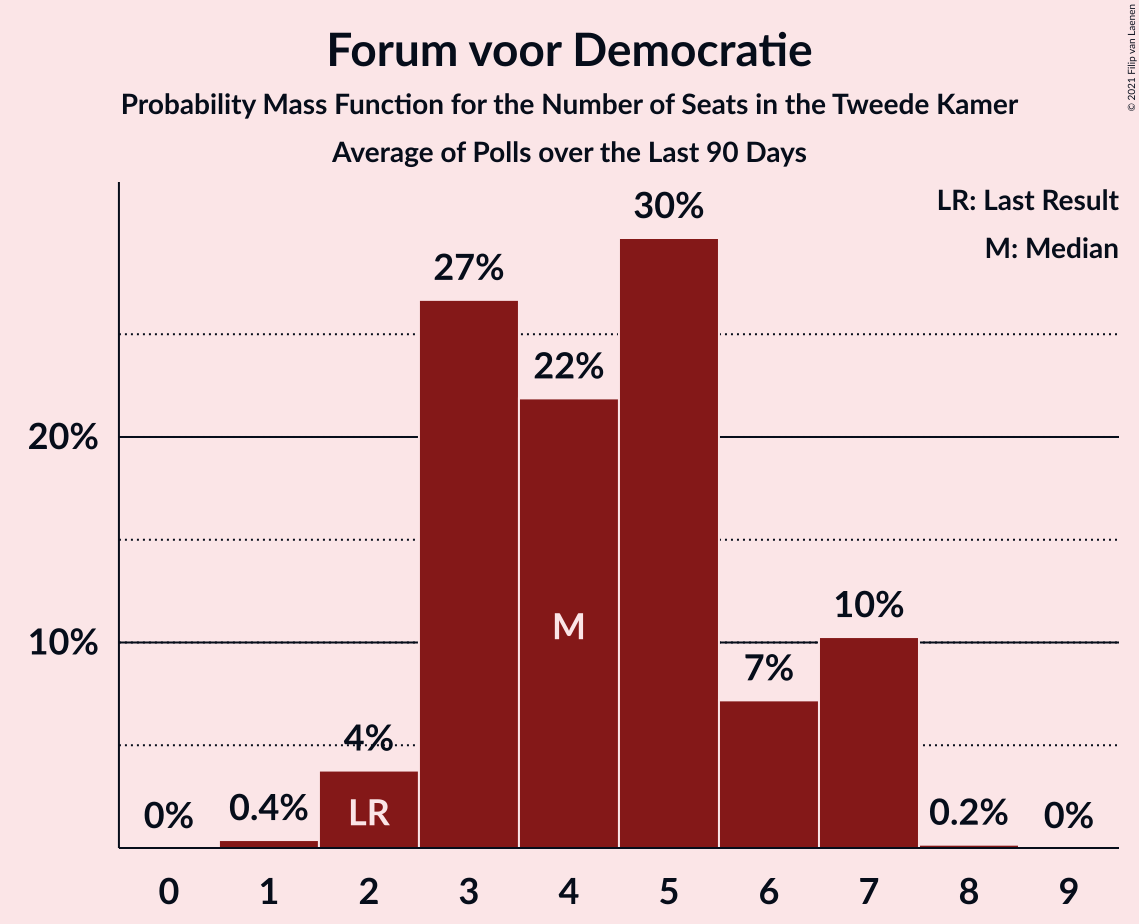 Forum voor Democratie
Probability Mass Function for the Number of Seats in the Tweede Kamer
Average of Polls over the Last 90 Days
© 2021 Filip van Laenen
LR: Last Result
M: Median
30%
27%
22%
20%
10%
10%
7%
4%
0%
0.4%
0.2%
0%
M
LR
0 1 2 3 4 5 6 7 8 9